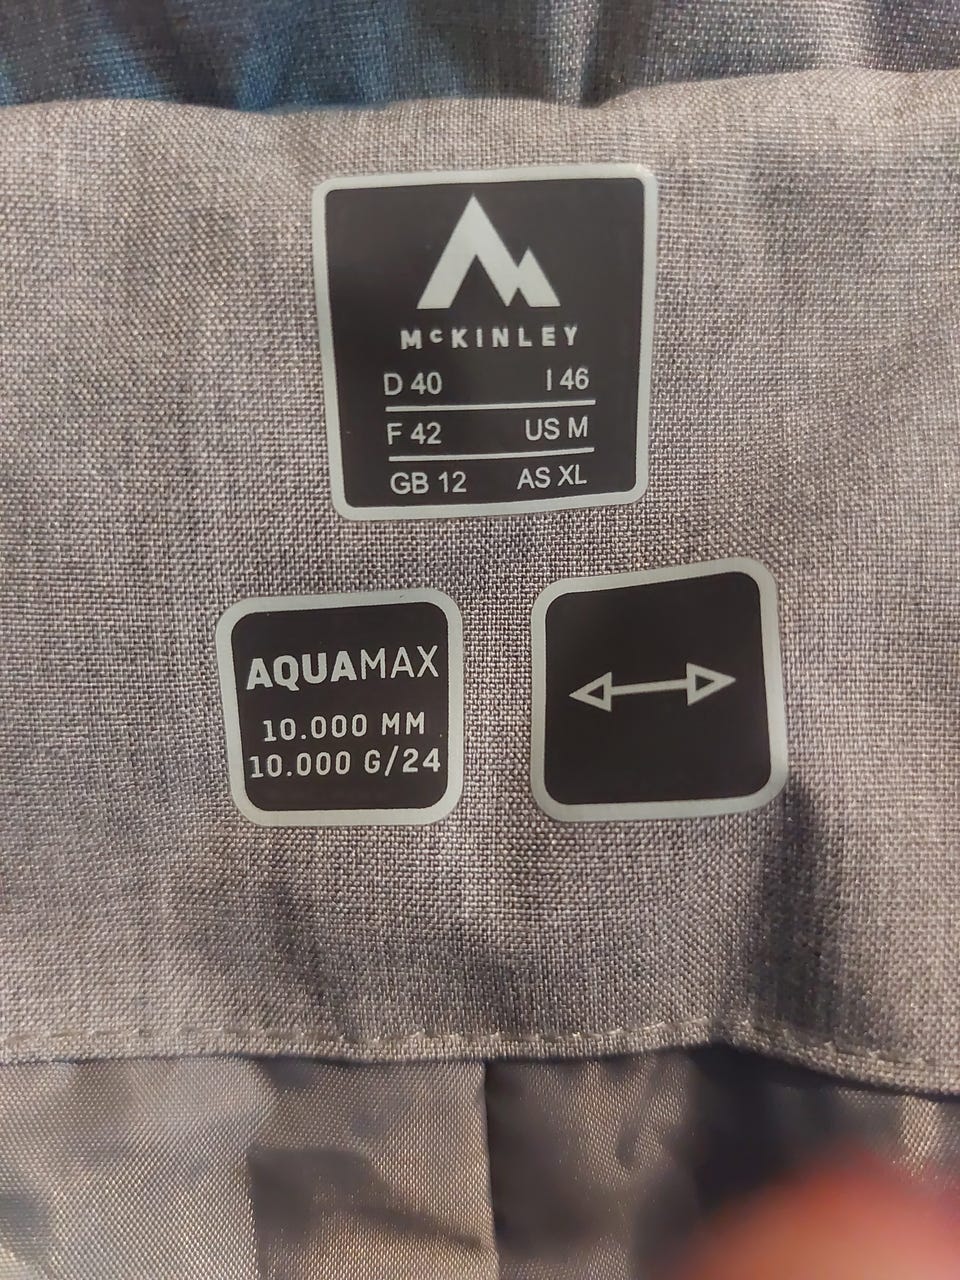 McKINLEY
D 40 I 46
F 42 US M
GB 12 AS XL
AQUAMAX
10.000 MM
10.000 G/24